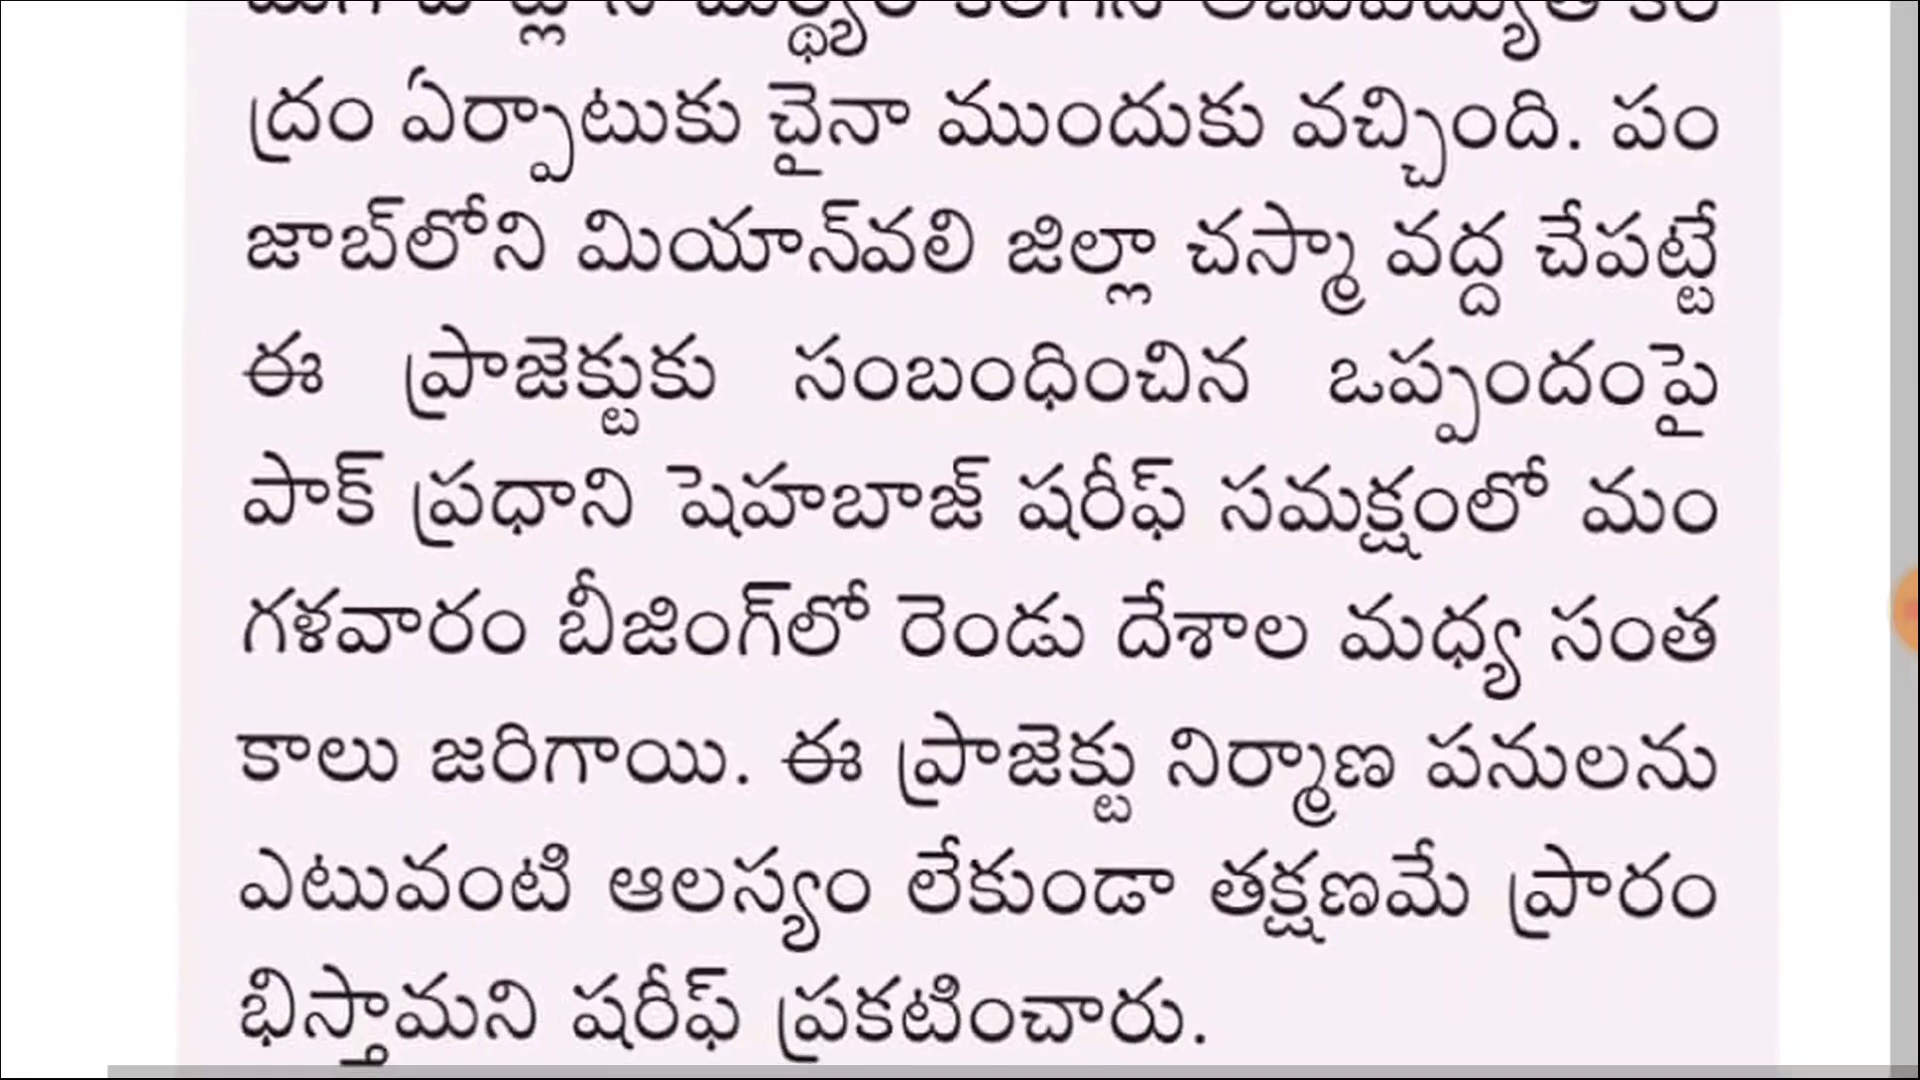 ద్రం ఏర్పాటుకు చైనా ముందుకు వచ్చింది. పం
జాబ్‌లోని మియాన్‌వలి జిల్లా చస్మా వద్ద చేపట్టే
ఈ ప్రాజెక్టుకు సంబంధించిన ఒప్పందంపై
పాక్ ప్రధాని షెహబాజ్ షరీఫ్ సమక్షంలో మం
గళవారం బీజింగ్‌లో రెండు దేశాల మధ్య సంత
కాలు జరిగాయి. ఈ ప్రాజెక్టు నిర్మాణ పనులను
ఎటువంటి ఆలస్యం లేకుండా తక్షణమే ప్రారం
భిస్తామని షరీఫ్ ప్రకటించారు.